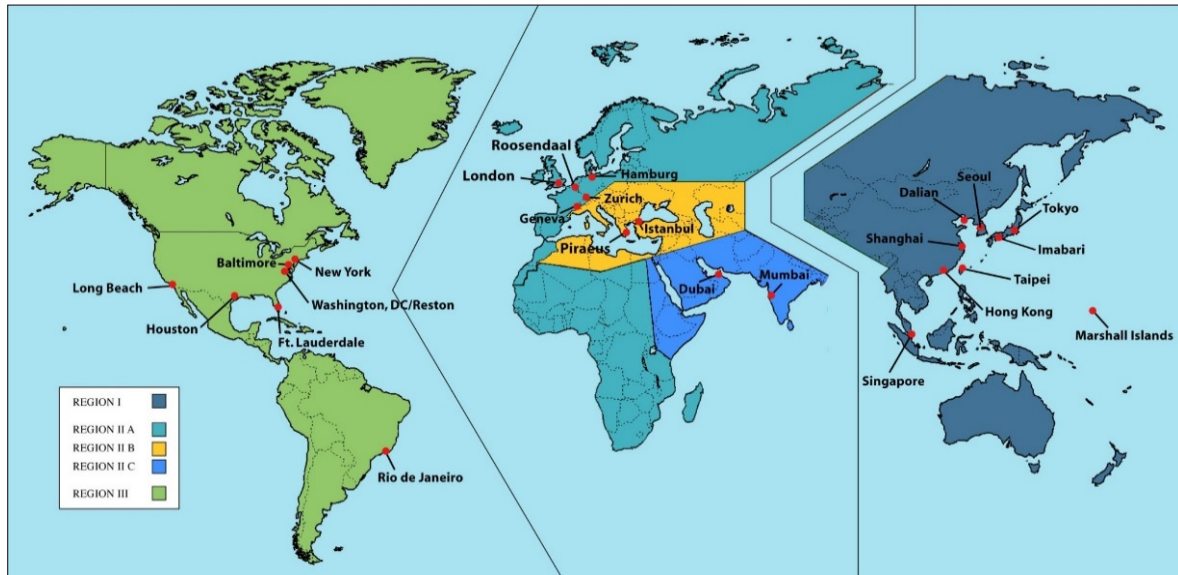 Roosendaal
London
Hamburg
Zurich
Geneva
Istanbul
Piraeus
Dubai
Mumbai
Seoul
Dalian
Tokyo
Shanghai
Imabari
Taipei
Hong Kong
Marshall Islands
Singapore
Baltimore
New York
Long Beach
Washington, DC/Reston
Houston
Ft. Lauderdale
Rio de Janeiro
REGION I
REGION II A
REGION II B
REGION II C
REGION III